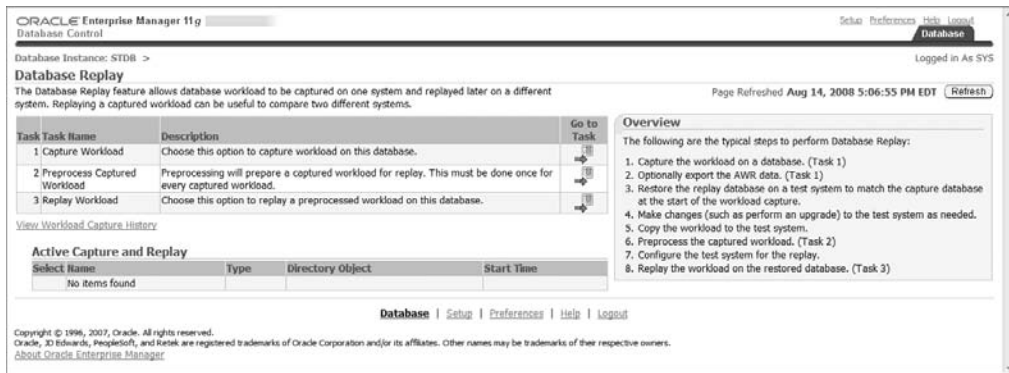 ORACLE Enterprise Manager 11g
Database Control
Setup Preferences Help Logout
Database
Database Instance: STDB >
Logged in As SYS
Database Replay
The Database Replay feature allows database workload to be captured on one system and replayed later on a different
system. Replaying a captured workload can be useful to compare two different systems.
Page Refreshed Aug 14, 2008 5:06:55 PM EDT Refresh
Task Task Name Description Go to Task
1 Capture Workload Choose this option to capture workload on this database.
2 Preprocess Captured Workload Preprocessing will prepare a captured workload for replay. This must be done once for
every captured workload.
3 Replay Workload Choose this option to replay a preprocessed workload on this database.
View Workload Capture History
Overview
The following are the typical steps to perform Database Replay:
1. Capture the workload on a database. (Task 1)
2. Optionally export the AWR data. (Task 1)
3. Restore the replay database on a test system to match the capture database
at the start of the workload capture.
4. Make changes (such as perform an upgrade) to the test system as needed.
5. Copy the workload to the test system.
6. Preprocess the captured workload. (Task 2)
7. Configure the test system for the replay.
8. Replay the workload on the restored database. (Task 3)
Active Capture and Replay
Select Name Type Directory Object Start Time
No items found
Database | Setup | Preferences | Help | Logout
Copyright © 1996, 2007, Oracle. All rights reserved.
Oracle, JD Edwards, PeopleSoft, and Retek are registered trademarks of Oracle Corporation and/or its affiliates. Other names may be trademarks of their respective owners.
About Oracle Enterprise Manager